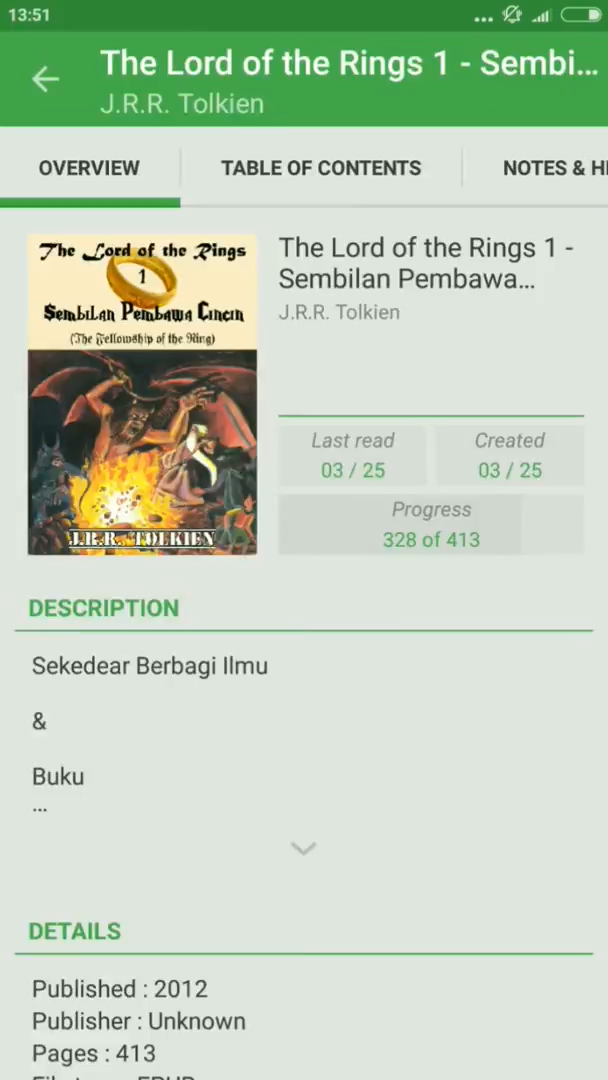 13:51
The Lord of the Rings 1 - Sembi...
J.R.R. Tolkien
OVERVIEW
TABLE OF CONTENTS
NOTES & HI
The Lord of the Rings
1
Sembilan Pembawa Cincin
(The Fellowship of the Ring)
J.R.R. TOLKIEN
The Lord of the Rings 1 -
Sembilan Pembawa...
J.R.R. Tolkien
Last read
03 / 25
Created
03 / 25
Progress
328 of 413
DESCRIPTION
Sekedear Berbagi Ilmu
&
Buku
...
DETAILS
Published : 2012
Publisher : Unknown
Pages : 413